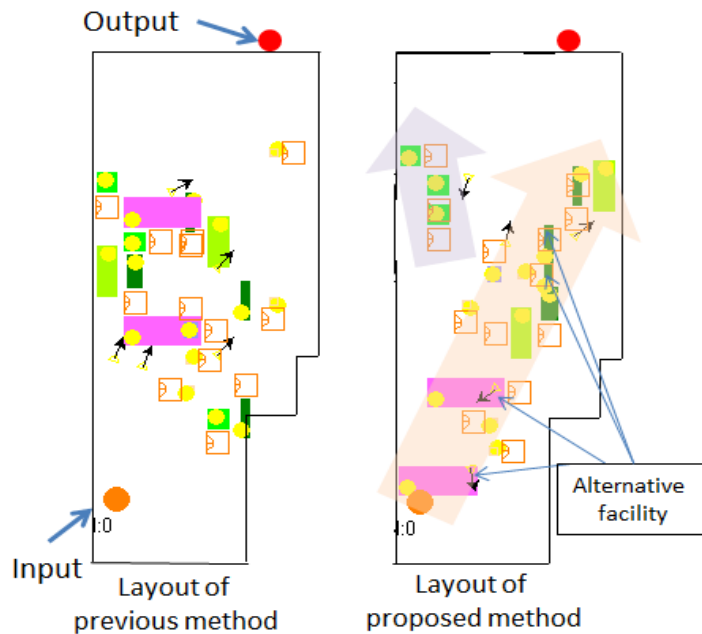 Output
I:0
I:0
Alternative
facility
Input
Layout of
previous method
Layout of
proposed method